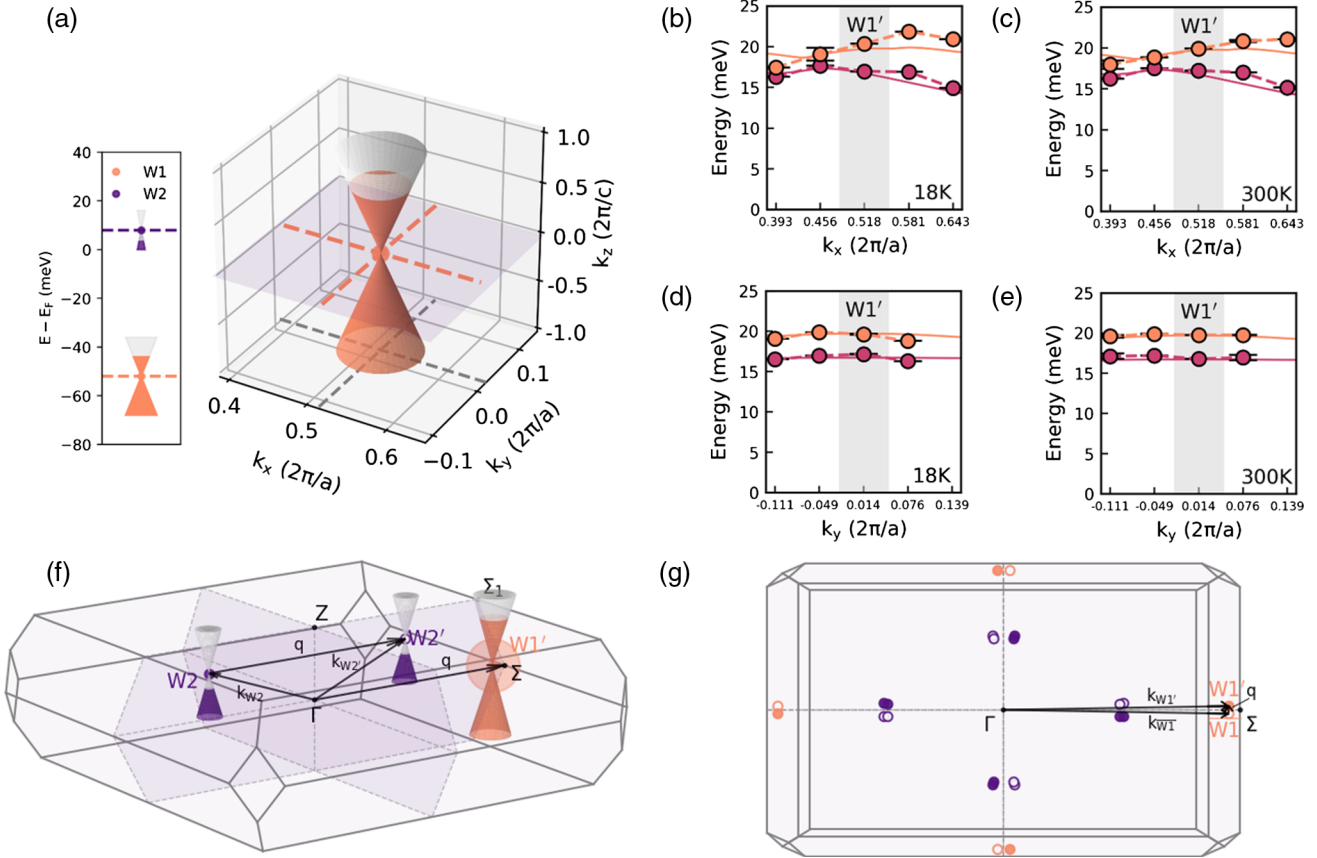 (a)
W1
W2
40
20
0
−20
−40
−60
−80
E − E_F (meV)
1.0
0.5
0.0
-0.5
-1.0
k_z (2π/c)
0.4
0.5
0.6
k_x (2π/a)
−0.1
0.0
0.1
k_y (2π/a)
(b)
W1′
25
20
15
10
5
0
Energy (meV)
18K
0.393 0.456 0.518 0.581 0.643
k_x (2π/a)
(c)
W1′
25
20
15
10
5
0
Energy (meV)
300K
0.393 0.456 0.518 0.581 0.643
k_x (2π/a)
(d)
W1′
25
20
15
10
5
0
Energy (meV)
18K
-0.111 -0.049 0.014 0.076 0.139
k_y (2π/a)
(e)
W1′
25
20
15
10
5
0
Energy (meV)
300K
-0.111 -0.049 0.014 0.076 0.139
k_y (2π/a)
(f)
Σ₁
Z
W2′
W1′
q
k_W2′
q
Σ
W2
k_W2
Γ
(g)
k_W1′
W1′
q
Γ
k_W1
W1
Σ